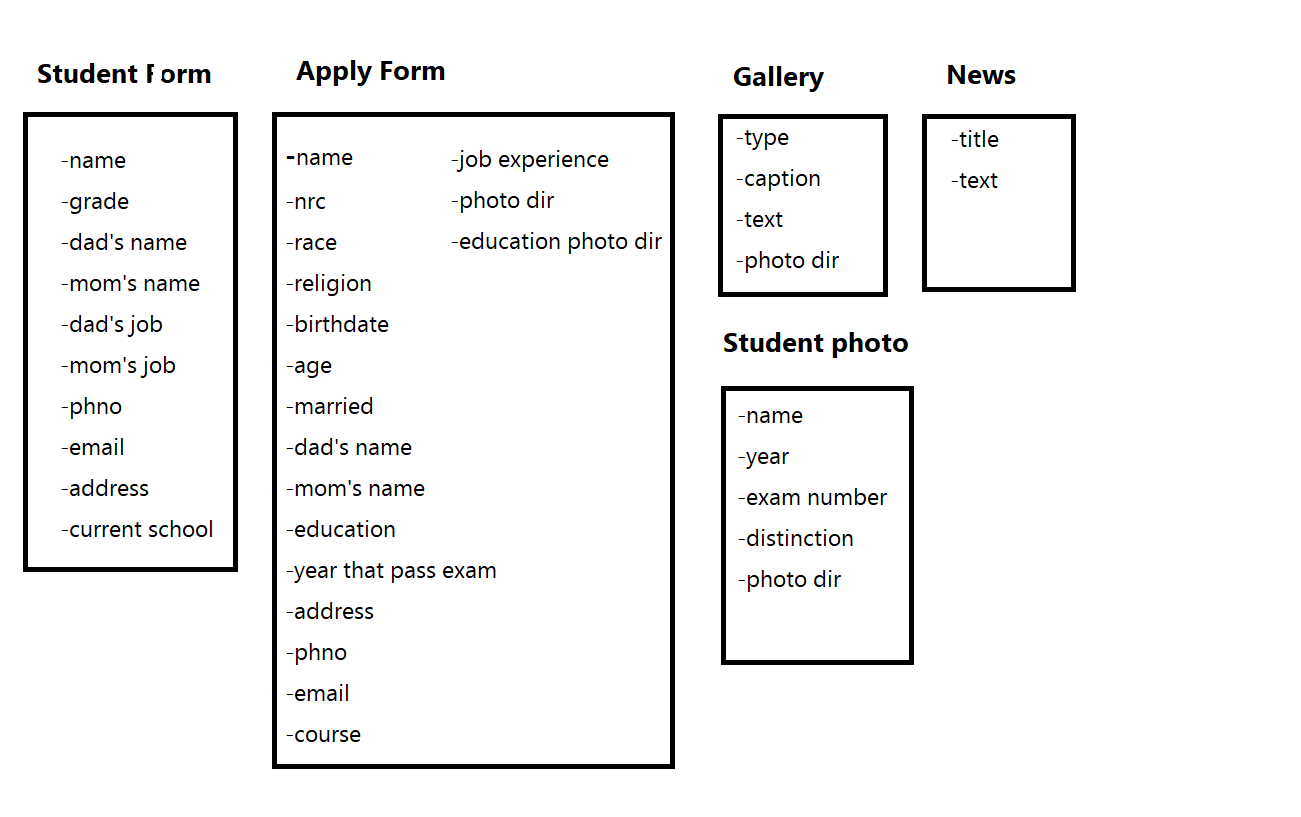 Student Form
-name
-grade
-dad's name
-mom's name
-dad's job
-mom's job
-phno
-email
-address
-current school
Apply Form
-name
-nrc
-race
-religion
-birthdate
-age
-married
-dad's name
-mom's name
-education
-year that pass exam
-address
-phno
-email
-course
-job experience
-photo dir
-education photo dir
Gallery
-type
-caption
-text
-photo dir
News
-title
-text
Student photo
-name
-year
-exam number
-distinction
-photo dir